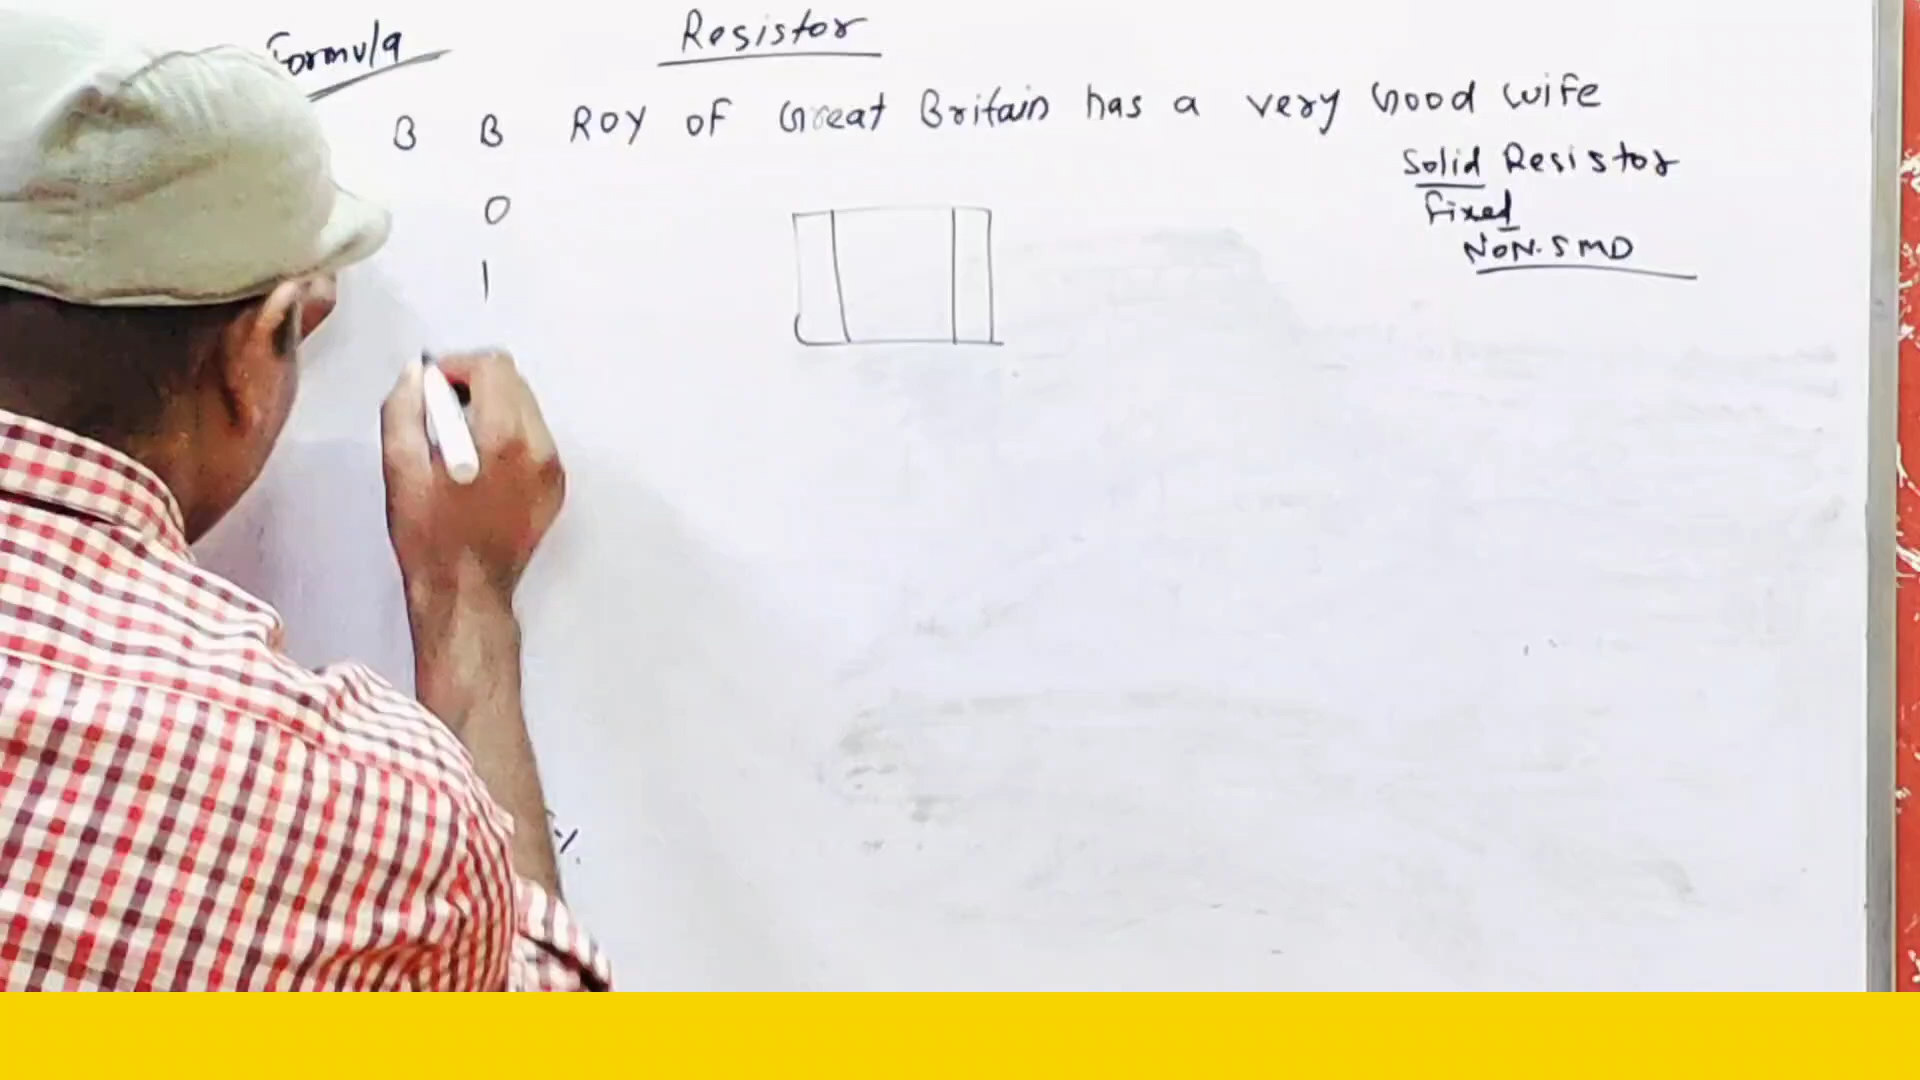 Resistor
Formula
B B ROY of Great Britain has a very Good wife
Solid Resistor
0
fixed
NON-SMD
1
%